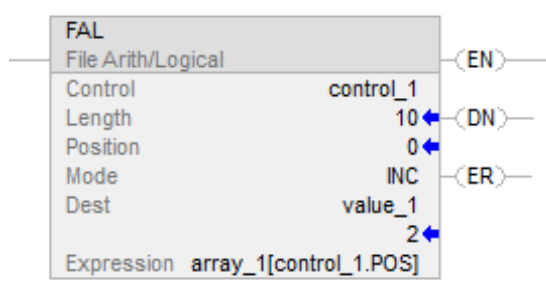 FAL
File Arith/Logical
(EN)
Control control_1
Length 10
(DN)
Position 0
Mode INC
(ER)
Dest value_1
2
Expression array_1[control_1.POS]